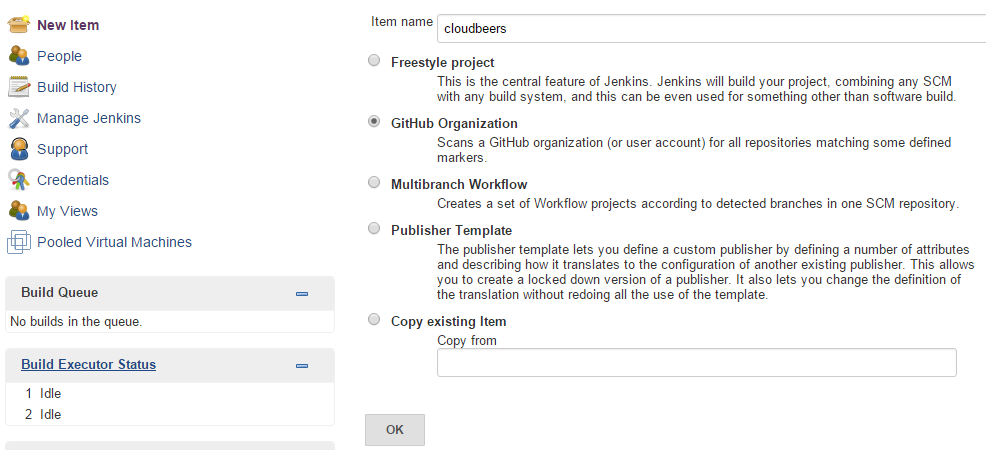 New Item
People
Build History
Manage Jenkins
Support
Credentials
My Views
Pooled Virtual Machines
Build Queue
No builds in the queue.
Build Executor Status
1 Idle
2 Idle
Item name
cloudbeers
Freestyle project
This is the central feature of Jenkins. Jenkins will build your project, combining any SCM
with any build system, and this can be even used for something other than software build.
GitHub Organization
Scans a GitHub organization (or user account) for all repositories matching some defined
markers.
Multibranch Workflow
Creates a set of Workflow projects according to detected branches in one SCM repository.
Publisher Template
The publisher template lets you define a custom publisher by defining a number of attributes
and describing how it translates to the configuration of another existing publisher. This allows
you to create a locked down version of a publisher. It also lets you change the definition of
the translation without redoing all the use of the template.
Copy existing Item
Copy from
OK